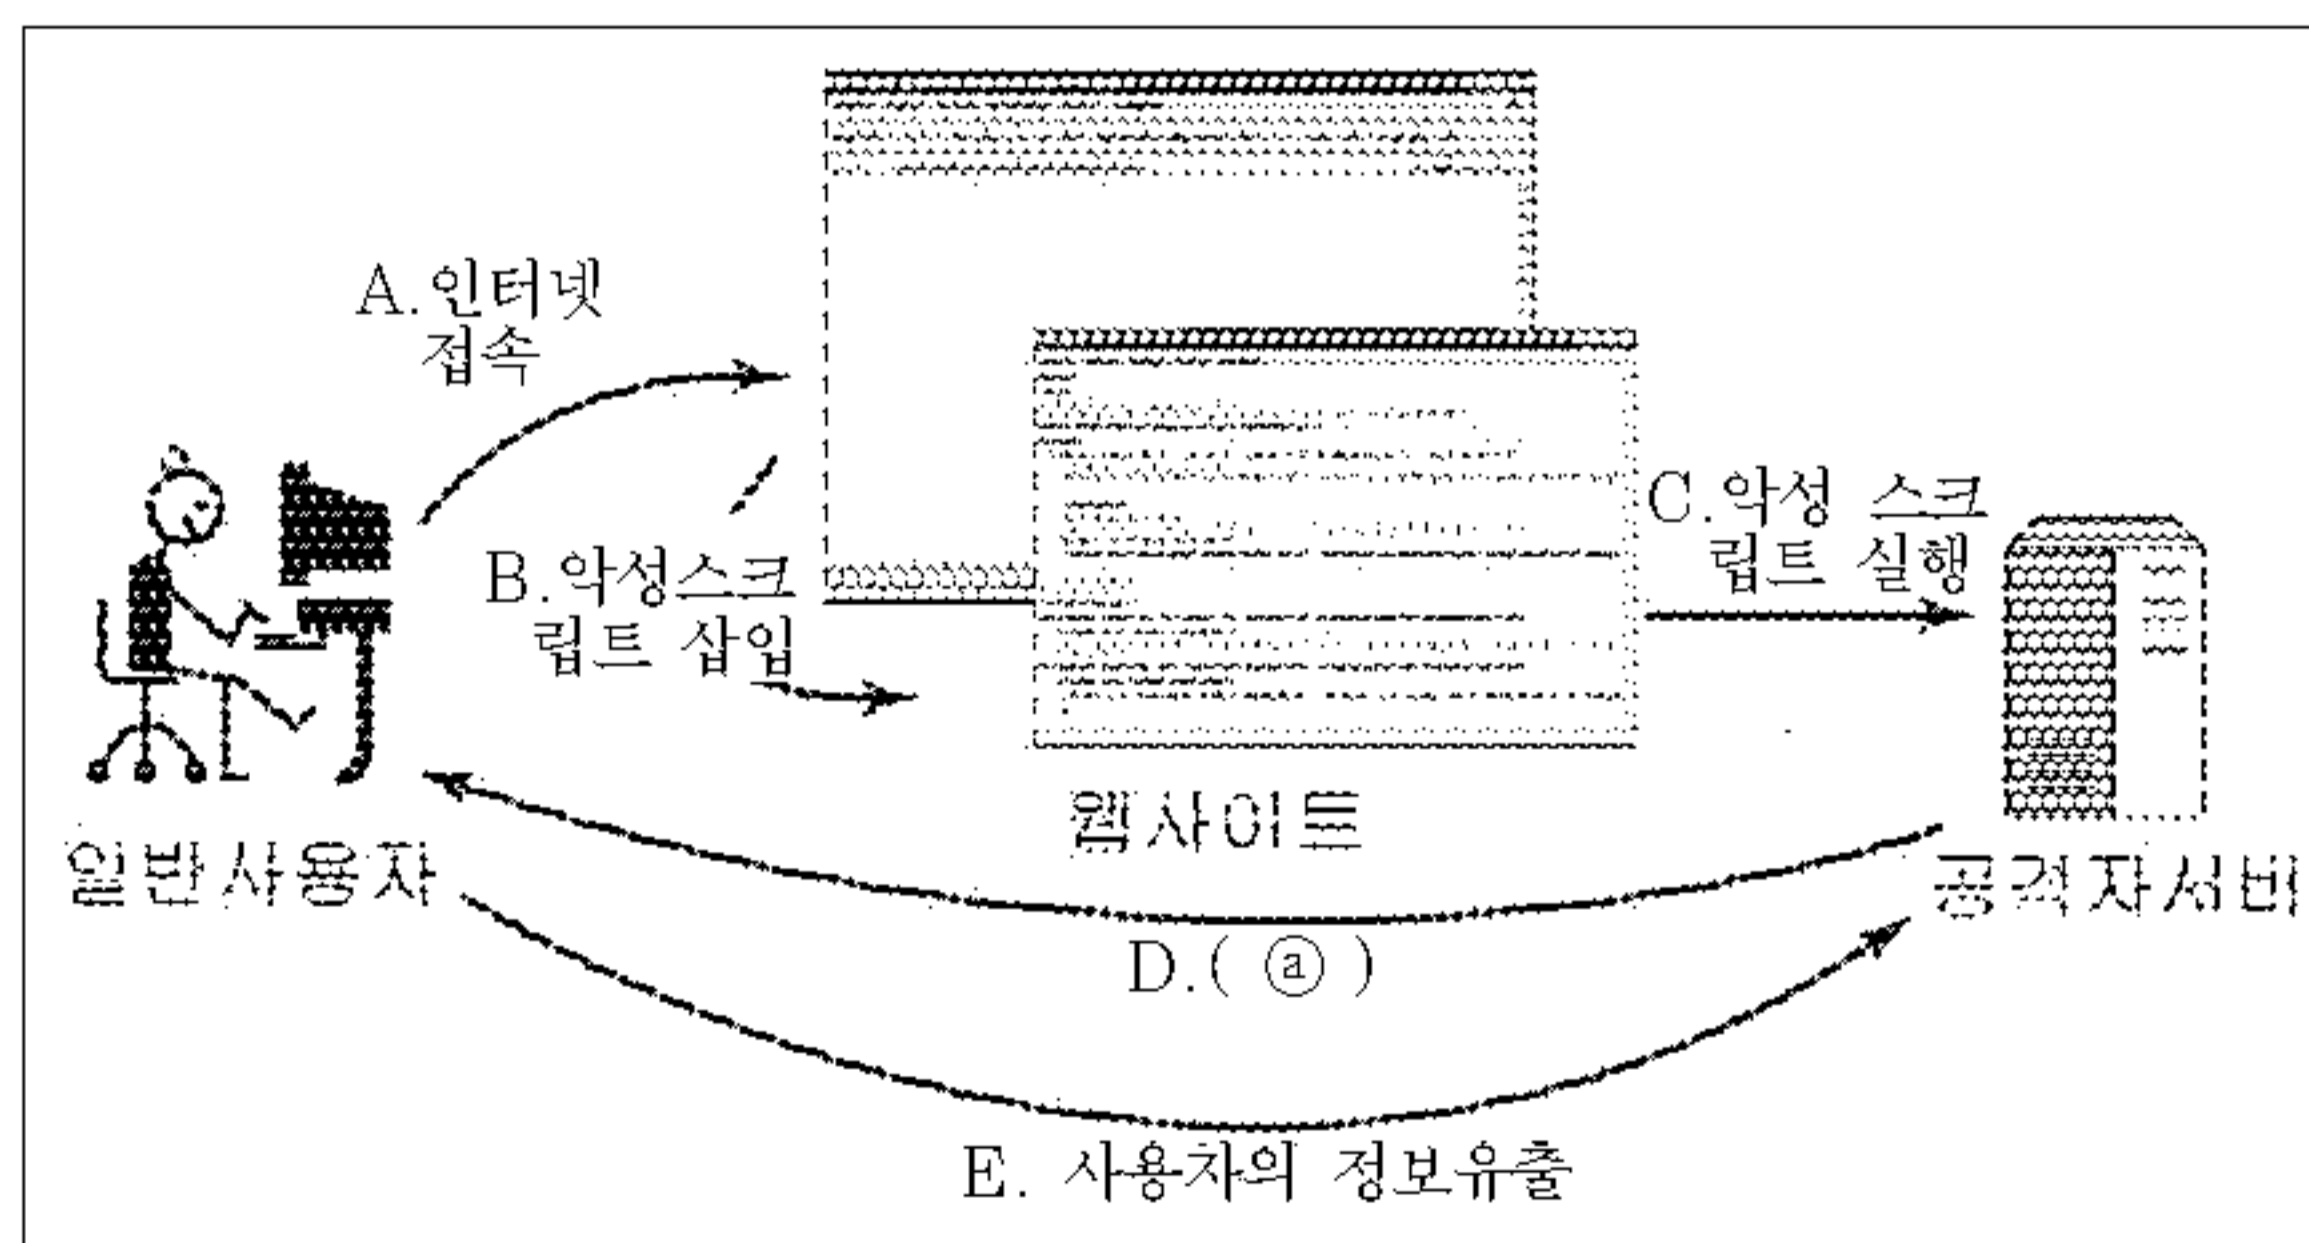 A.인터넷
접속
B.악성스크
립트 삽입
C.악성 스크
립트 실행
웹사이트
일반사용자
공격자서버
D.( ⓐ )
E. 사용차의 정보유출